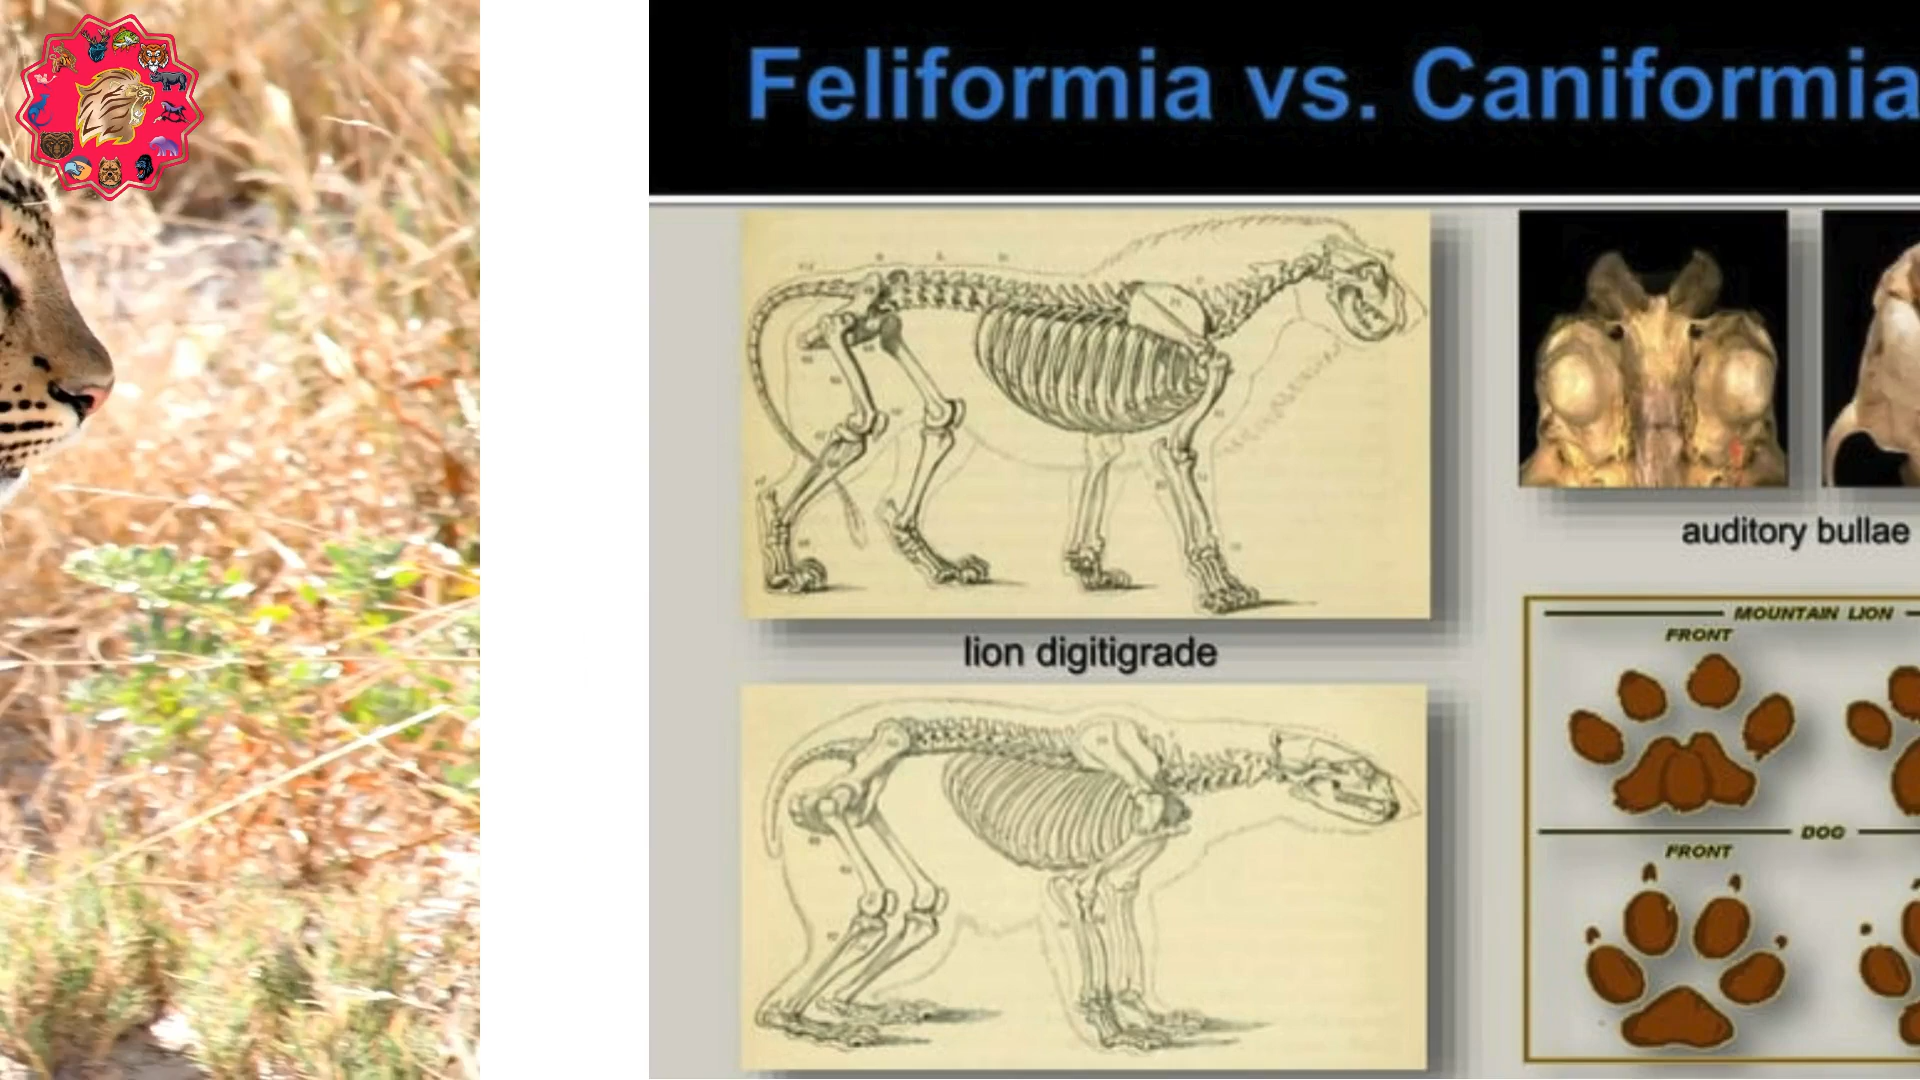 Feliformia vs. Caniformia
auditory bullae
lion digitigrade
MOUNTAIN LION
FRONT
DOG
FRONT